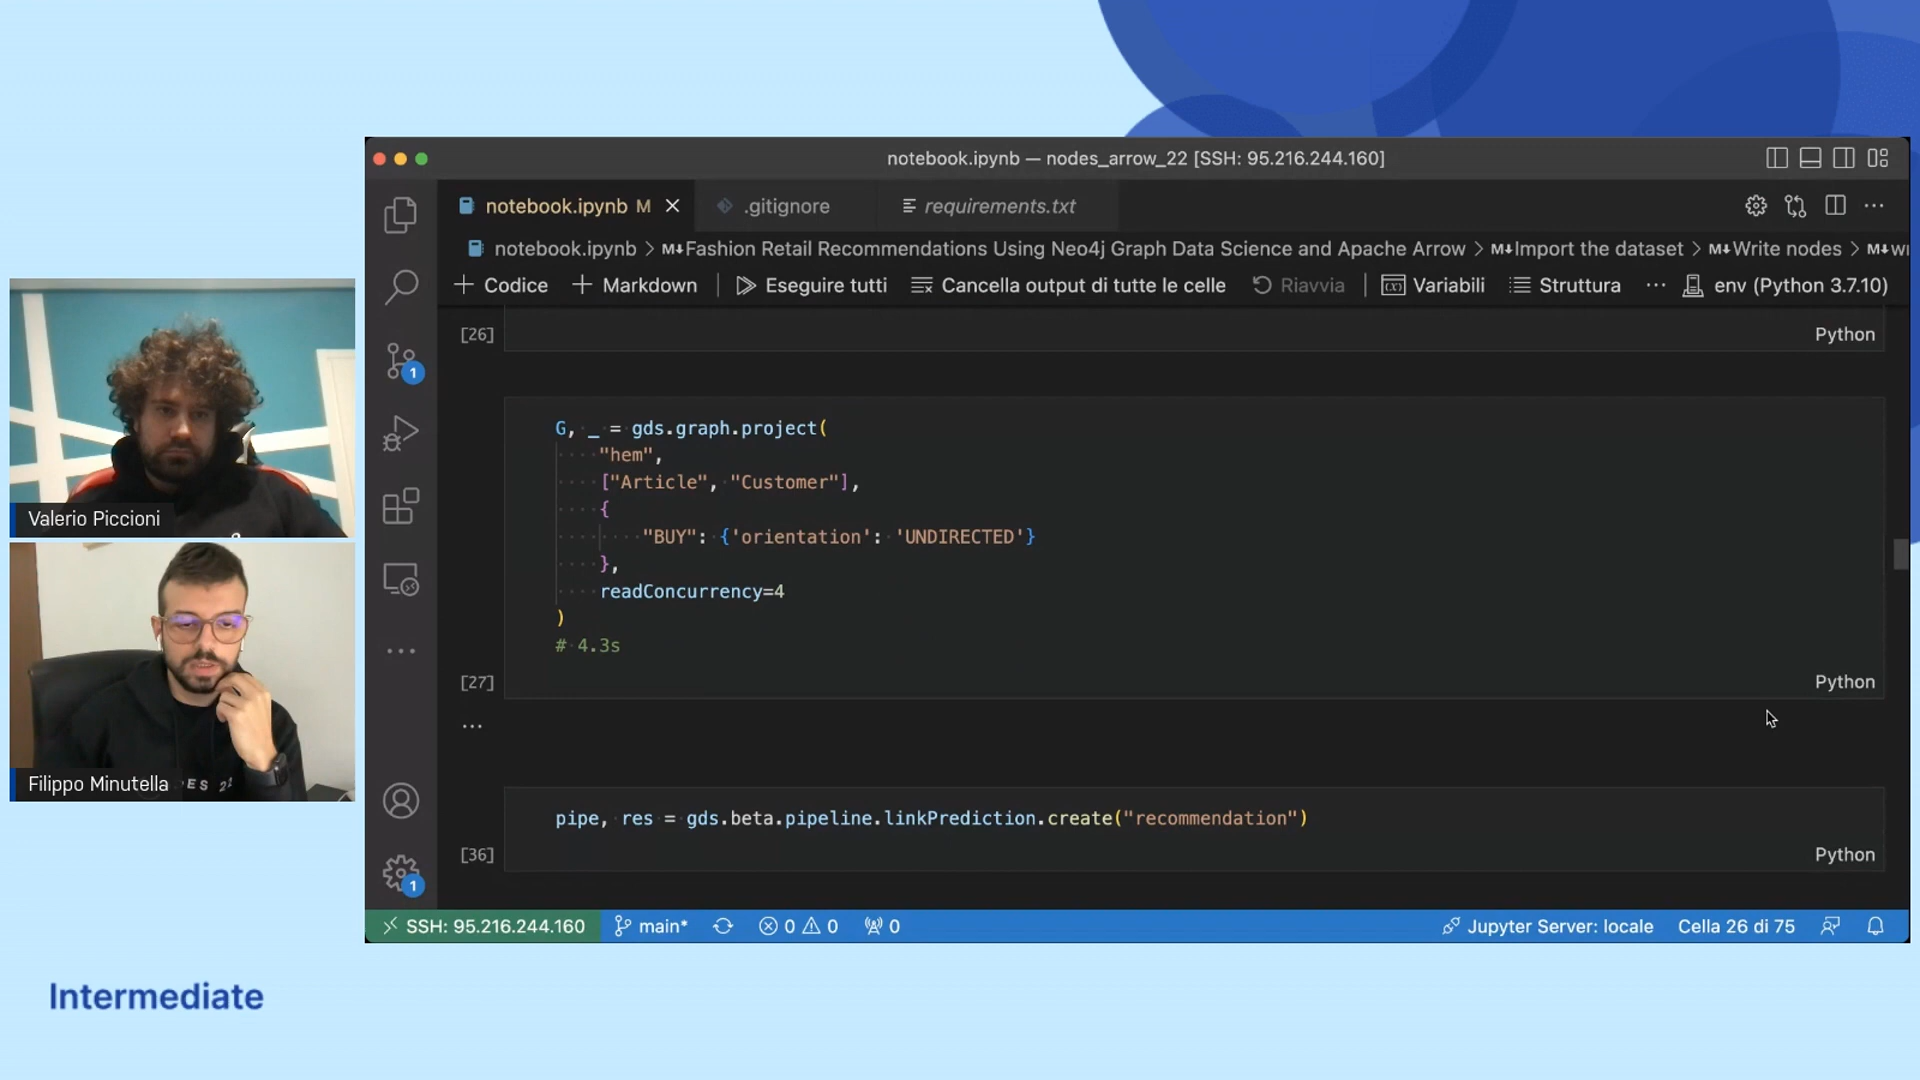 notebook.ipynb — nodes_arrow_22 [SSH: 95.216.244.160]
notebook.ipynb M
.gitignore
requirements.txt
notebook.ipynb > M↓Fashion Retail Recommendations Using Neo4j Graph Data Science and Apache Arrow > M↓Import the dataset > M↓Write nodes > M↓wr
Codice
Markdown
Eseguire tutti
Cancella output di tutte le celle
Riavvia
Variabili
Struttura
...
env (Python 3.7.10)
[26]
Python
G, _ = gds.graph.project(
"hem",
["Article", "Customer"],
{
"BUY": {'orientation': 'UNDIRECTED'}
},
readConcurrency=4
)
# 4.3s
[27]
Python
...
pipe, res = gds.beta.pipeline.linkPrediction.create("recommendation")
[36]
Python
1
1
SSH: 95.216.244.160
main*
0
0
0
Jupyter Server: locale
Cella 26 di 75
Valerio Piccioni
Filippo Minutella
ES 22
Intermediate